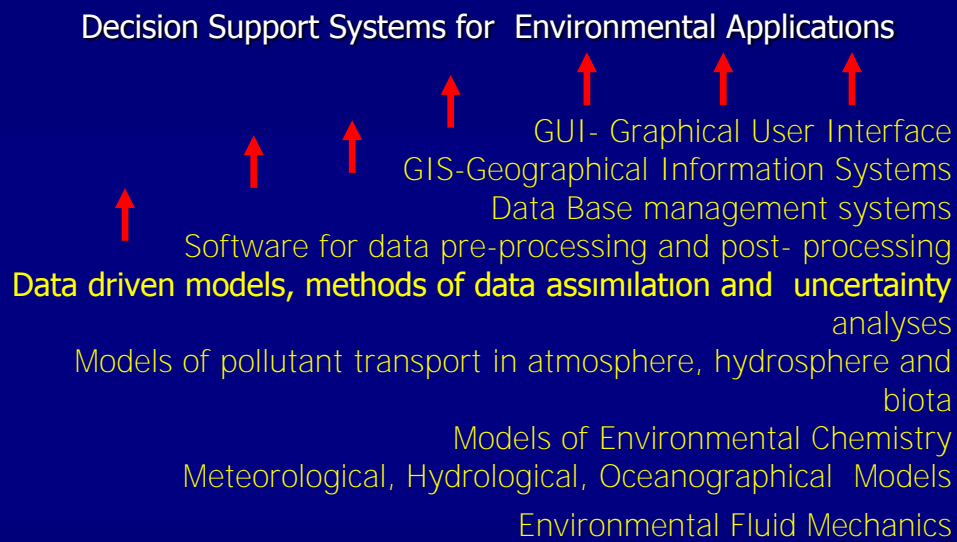 Decision Support Systems for Environmental Applicatıons
GUI- Graphical User Interface
GIS-Geographical Information Systems
Data Base management systems
Software for data pre-processing and post- processing
Data driven models, methods of data assımılatıon and uncertainty
analyses
Models of pollutant transport in atmosphere, hydrosphere and
biota
Models of Environmental Chemistry
Meteorological, Hydrological, Oceanographical Models
Environmental Fluid Mechanics